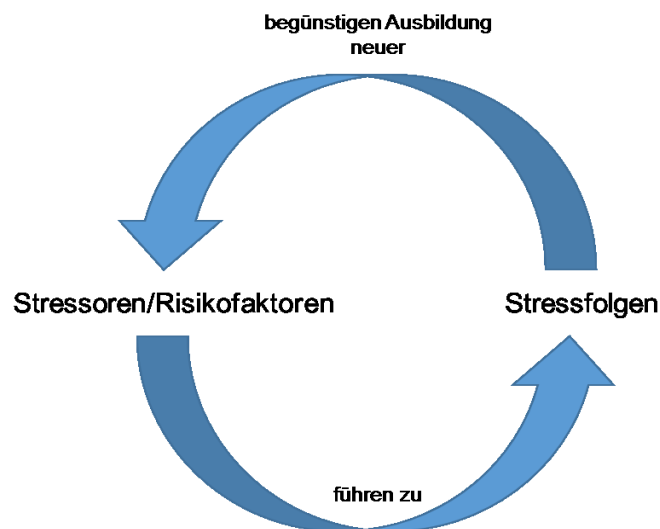 begünstigen Ausbildung
neuer
Stressoren/Risikofaktoren
Stressfolgen
führen zu